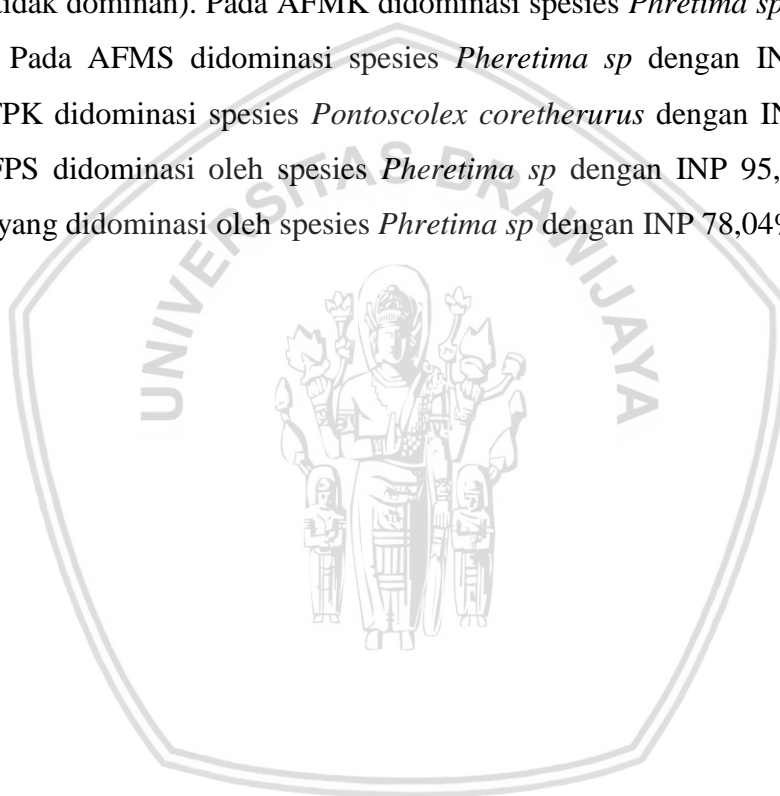 tidak dominan). Pada AFMK didominasi spesies Phretima sp
Pada AFMS didominasi spesies Pheretima sp dengan IN
FPK didominasi spesies Pontoscolex coretherurus dengan IN
FPS didominasi oleh spesies Pheretima sp dengan INP 95,
yang didominasi oleh spesies Phretima sp dengan INP 78,04%
UNIVERSITAS BRAWIJAYA